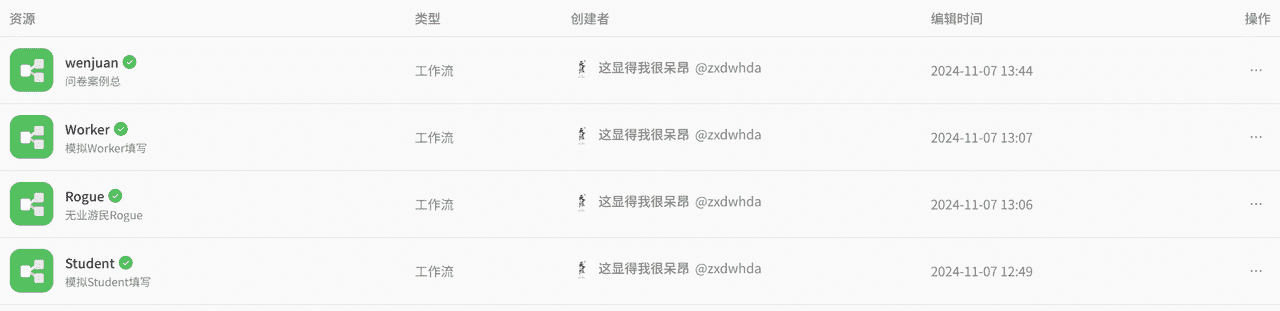 资源 类型 创建者 编辑时间 操作
wenjuan
问卷案例总
工作流 这显得我很呆昂 @zxdwhda 2024-11-07 13:44 ...
Worker
模拟Worker填写
工作流 这显得我很呆昂 @zxdwhda 2024-11-07 13:07 ...
Rogue
无业游民Rogue
工作流 这显得我很呆昂 @zxdwhda 2024-11-07 13:06 ...
Student
模拟Student填写
工作流 这显得我很呆昂 @zxdwhda 2024-11-07 12:49 ...